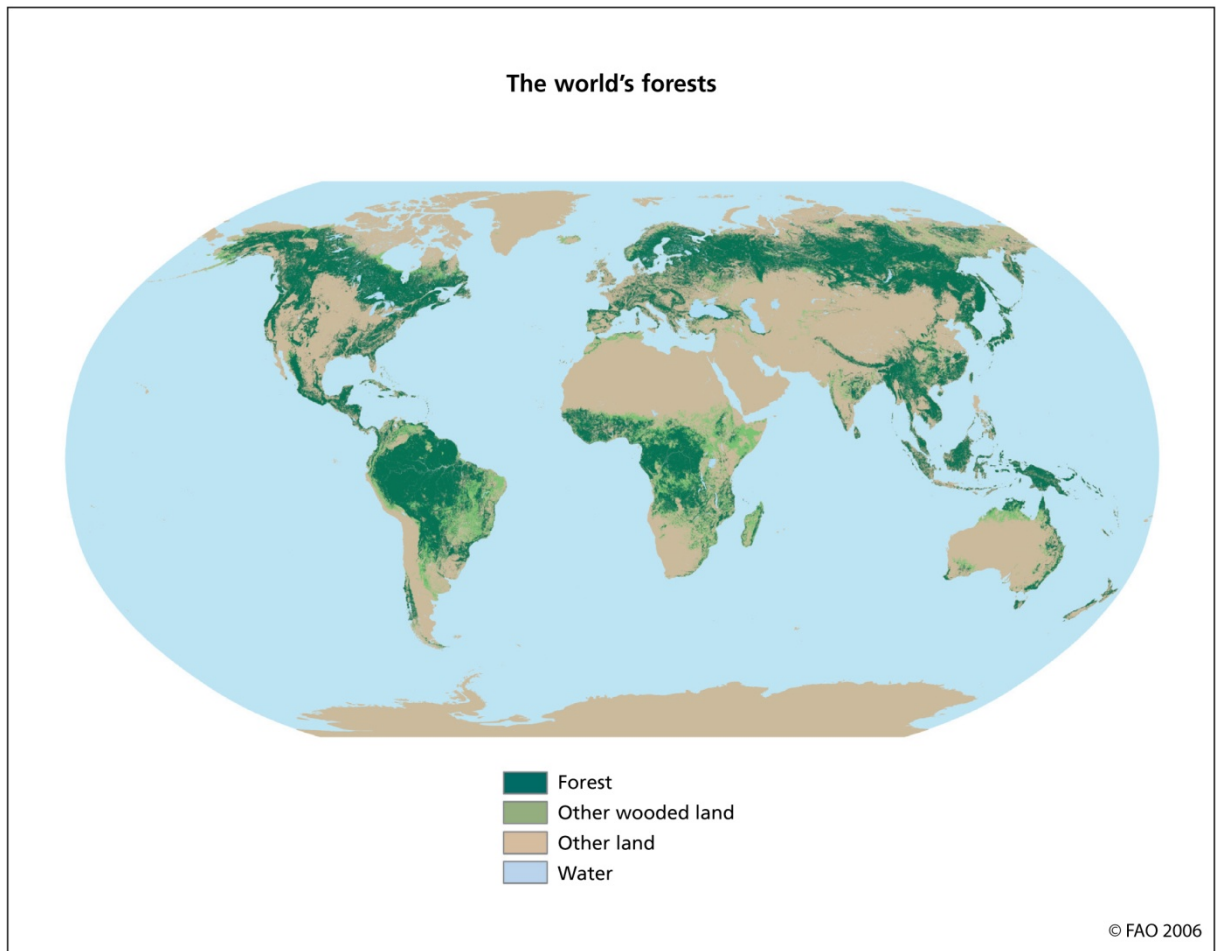 The world's forests
Forest
Other wooded land
Other land
Water
© FAO 2006